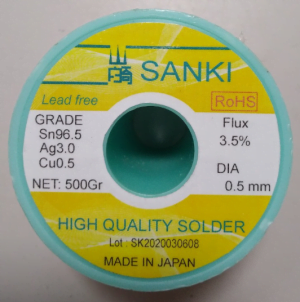 SANKI
Lead free
RoHS
GRADE
Sn96.5
Ag3.0
Cu0.5
Flux
3.5%
NET: 500Gr
DIA
0.5 mm
HIGH QUALITY SOLDER
Lot : SK2020030608
MADE IN JAPAN